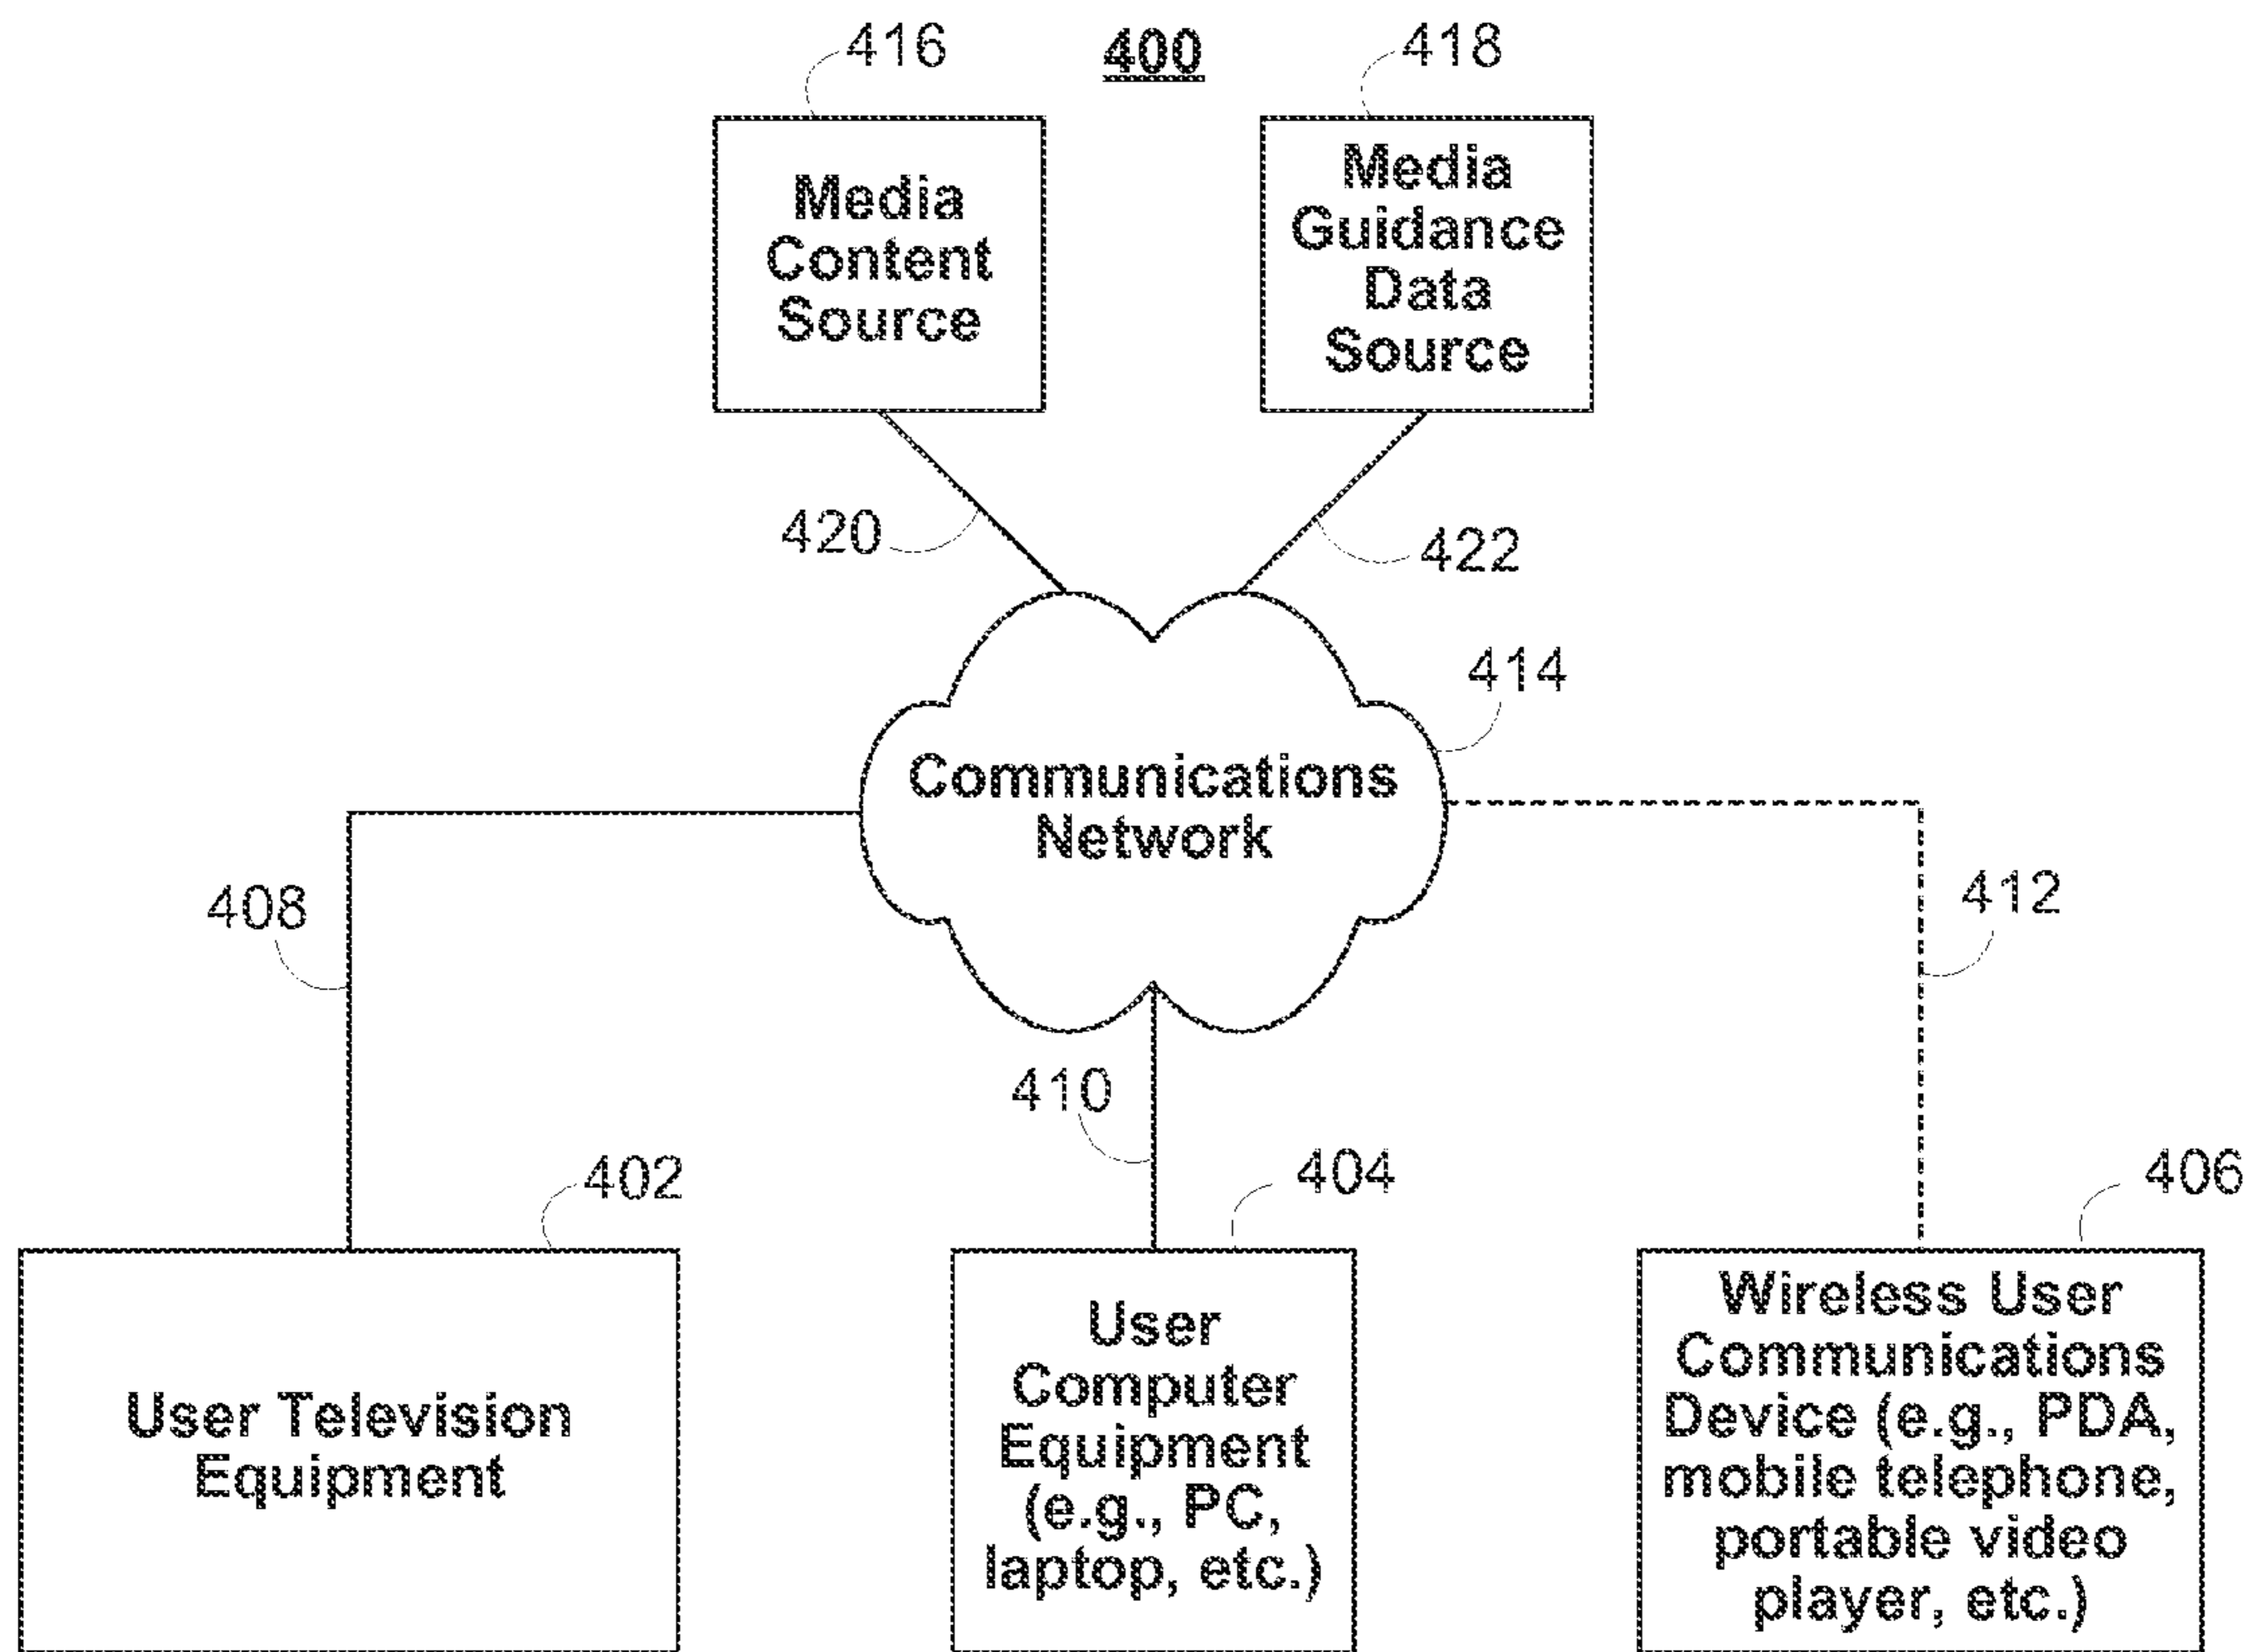 416
400
418
Media
Content
Source
Media
Guidance
Data
Source
420
422
414
Communications
Network
408
412
410
402
404
406
User Television
Equipment
User
Computer
Equipment
(e.g., PC,
laptop, etc.)
Wireless User
Communications
Device (e.g., PDA,
mobile telephone,
portable video
player, etc.)